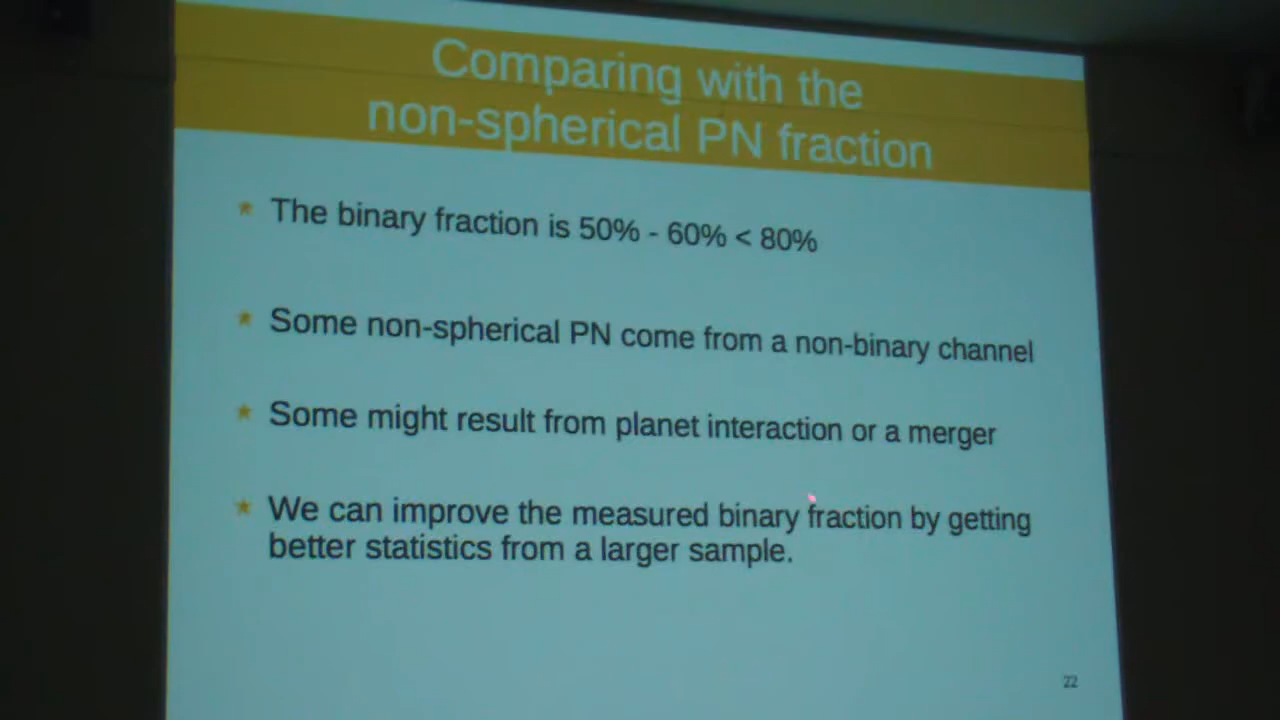 Comparing with the
non-spherical PN fraction
The binary fraction is 50% - 60% < 80%
Some non-spherical PN come from a non-binary channel
Some might result from planet interaction or a merger
We can improve the measured binary fraction by getting
better statistics from a larger sample.
22